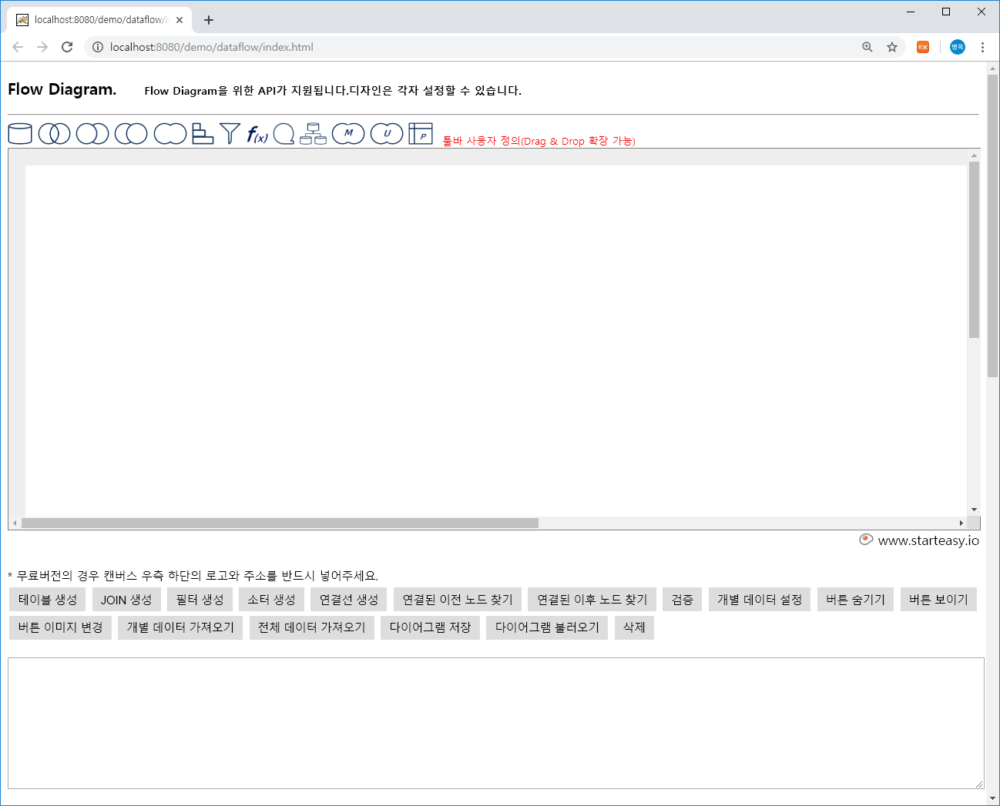 localhost:8080/demo/dataflow/i
localhost:8080/demo/dataflow/index.html
병욱
Flow Diagram. Flow Diagram을 위한 API가 지원됩니다.디자인은 각자 설정할 수 있습니다.
f(x) M U P 툴바 사용자 정의(Drag & Drop 확장 가능)
www.starteasy.io
* 무료버전의 경우 캔버스 우측 하단의 로고와 주소를 반드시 넣어주세요.
테이블 생성 JOIN 생성 필터 생성 소터 생성 연결선 생성 연결된 이전 노드 찾기 연결된 이후 노드 찾기 검증 개별 데이터 설정 버튼 숨기기 버튼 보이기
버튼 이미지 변경 개별 데이터 가져오기 전체 데이터 가져오기 다이어그램 저장 다이어그램 불러오기 삭제